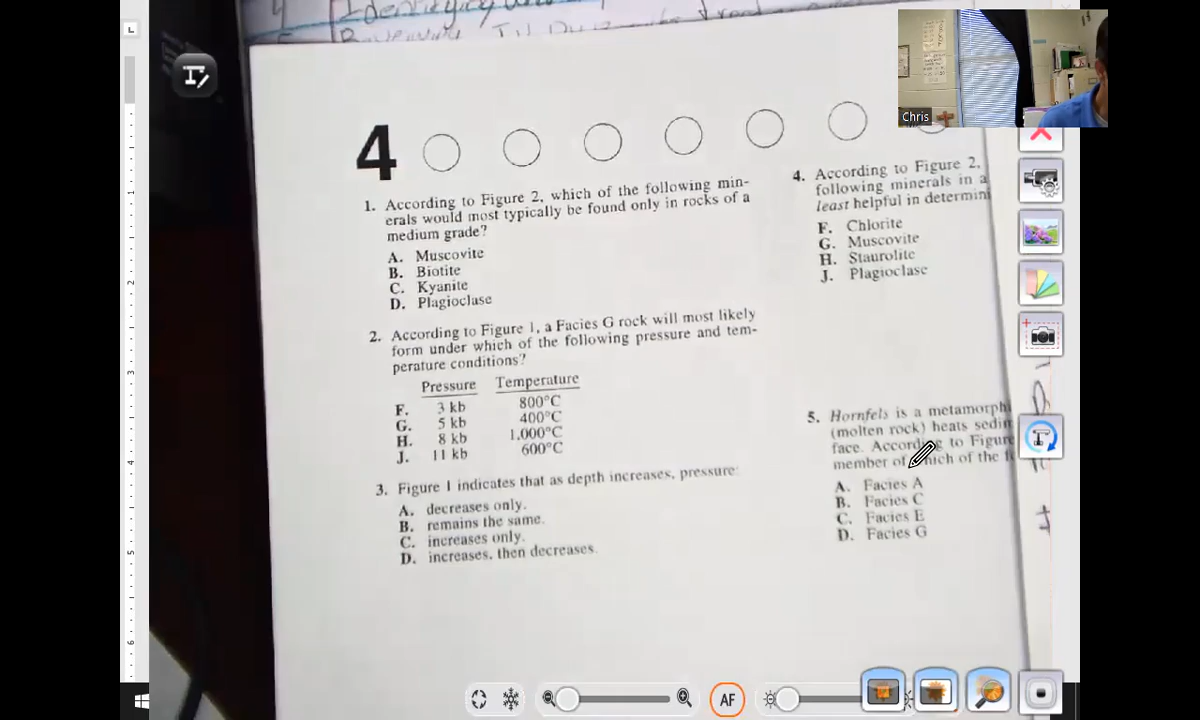 Identifying
4
1. According to Figure 2, which of the following min-
erals would most typically be found only in rocks of a
medium grade?
A. Muscovite
B. Biotite
C. Kyanite
D. Plagioclase
2. According to Figure 1, a Facies G rock will most likely
form under which of the following pressure and tem-
perature conditions?
Pressure Temperature
F. 3 kb 800°C
G. 5 kb 400°C
H. 8 kb 1,000°C
J. 11 kb 600°C
3. Figure 1 indicates that as depth increases, pressure:
A. decreases only.
B. remains the same.
C. increases only.
D. increases, then decreases.
4. According to Figure 2,
following minerals in a
least helpful in determini
F. Chlorite
G. Muscovite
H. Staurolite
J. Plagioclase
5. Hornfels is a metamorphi
(molten rock) heats sedim
face. According to Figure
member of which of the f
A. Facies A
B. Facies C
C. Facies E
D. Facies G
Chris
AF